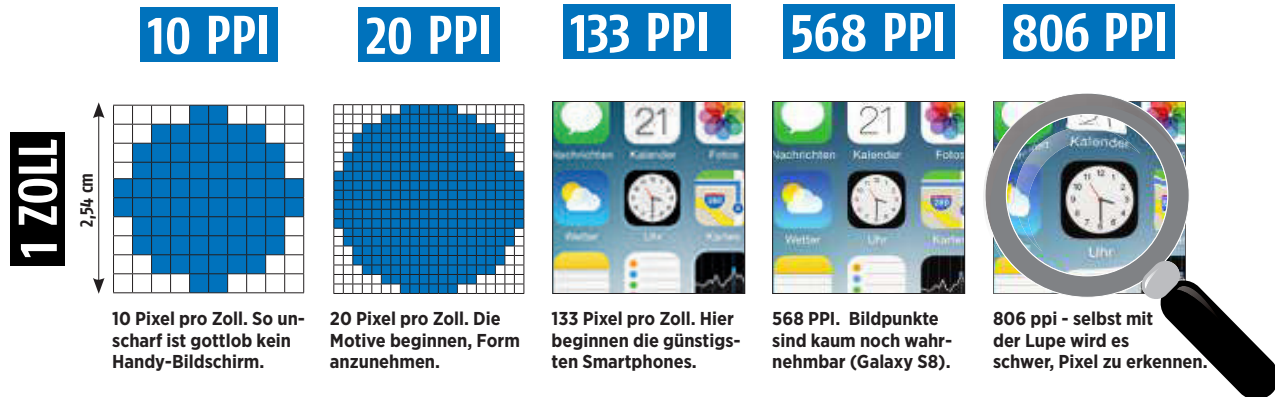 10 PPI
20 PPI
133 PPI
568 PPI
806 PPI
1 ZOLL
2,54 cm
21
Nachrichten Kalender Fotos
280
Wetter Uhr Karten
21
Nachrichten Kalender Fotos
280
Wetter Uhr Karten
Kalender
12
Uhr
10 Pixel pro Zoll. So un-
scharf ist gottlob kein
Handy-Bildschirm.
20 Pixel pro Zoll. Die
Motive beginnen, Form
anzunehmen.
133 Pixel pro Zoll. Hier
beginnen die günstigs-
ten Smartphones.
568 PPI. Bildpunkte
sind kaum noch wahr-
nehmbar (Galaxy S8).
806 ppi - selbst mit
der Lupe wird es
schwer, Pixel zu erkennen.